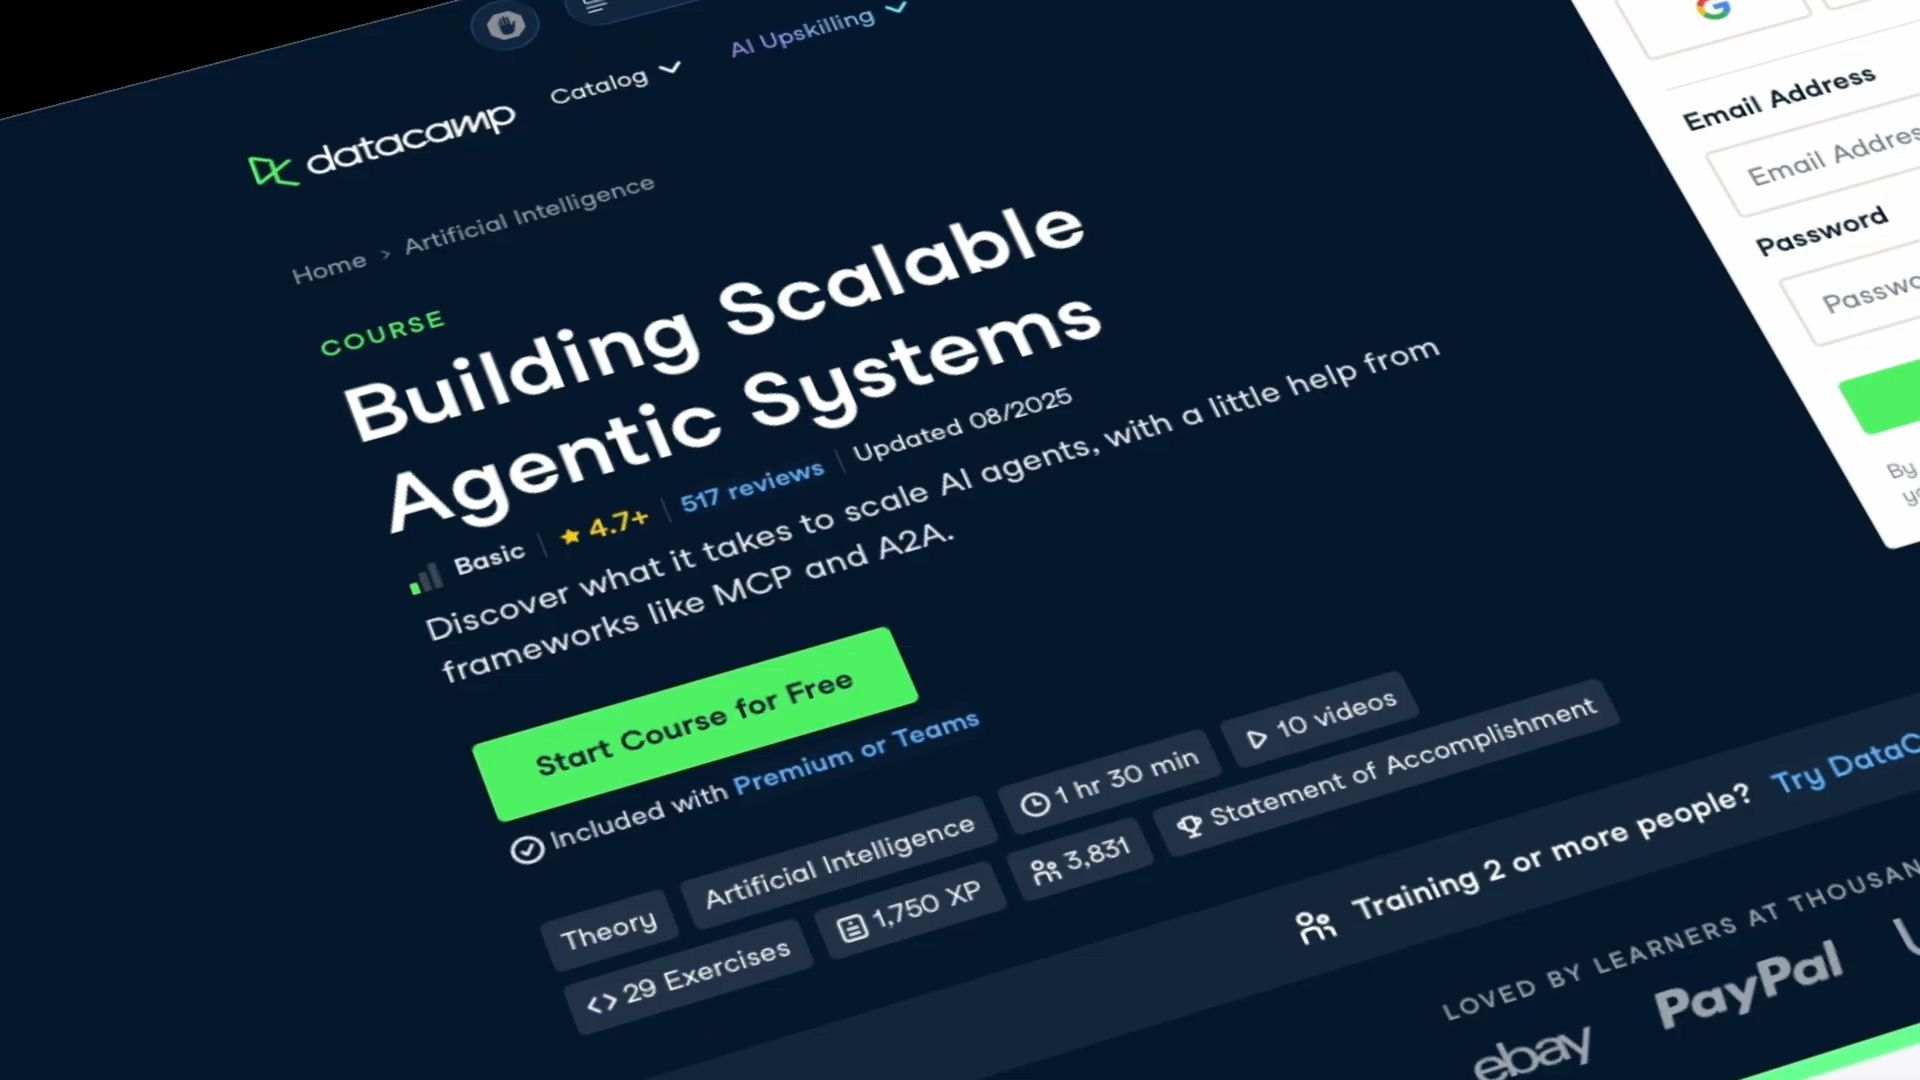 Catalog
AI Upskilling
datacamp
Home > Artificial Intelligence
COURSE
Building Scalable
Agentic Systems
Basic
4.7+
517 reviews
Updated 08/2025
Discover what it takes to scale AI agents, with a little help from
frameworks like MCP and A2A.
Start Course for Free
Included with Premium or Teams
Theory
Artificial Intelligence
1 hr 30 min
10 videos
29 Exercises
1,750 XP
3,831
Statement of Accomplishment
Training 2 or more people? Try DataC
LOVED BY LEARNERS AT THOUSAN
ebay
PayPal
Email Address
Email Addres
Password
Passwo
By